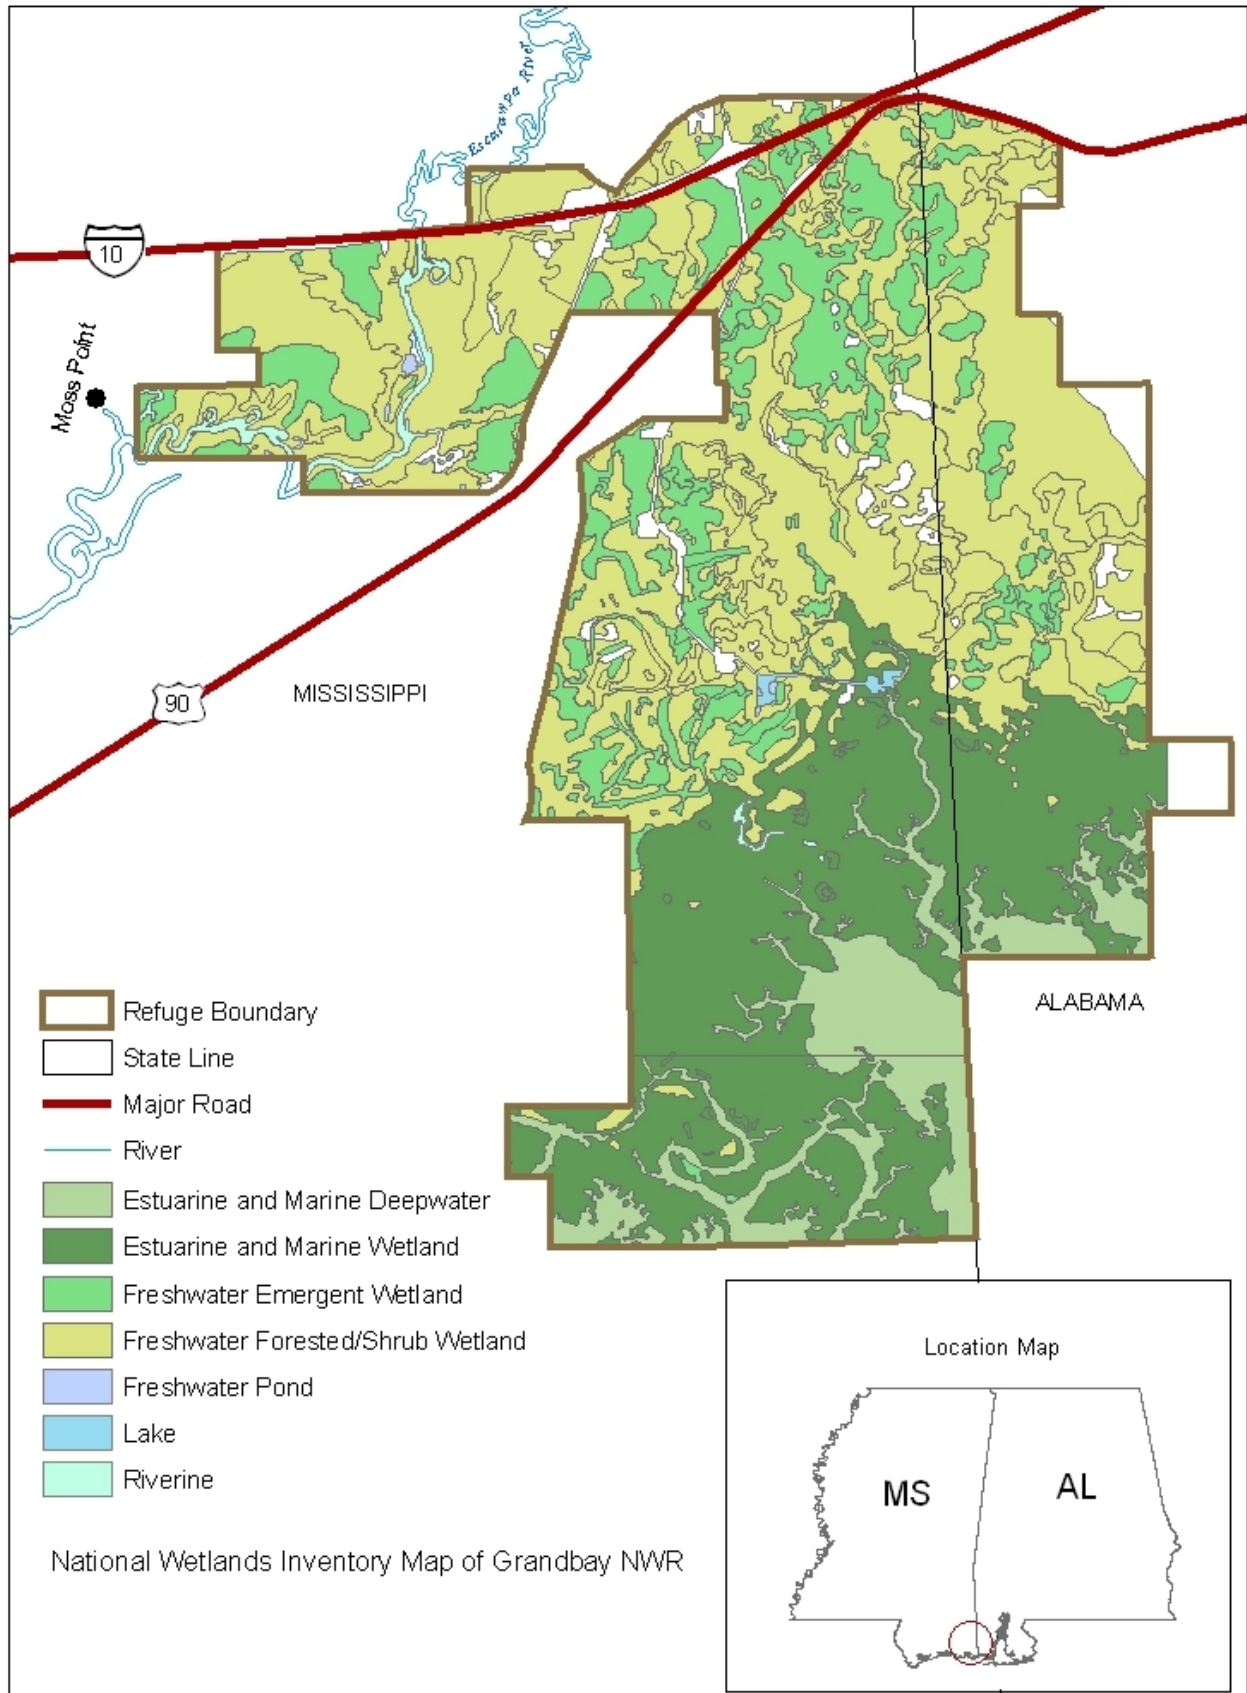 Escatawpa River
10
Moss Point
90
MISSISSIPPI
ALABAMA
Refuge Boundary
State Line
Major Road
River
Estuarine and Marine Deepwater
Estuarine and Marine Wetland
Freshwater Emergent Wetland
Freshwater Forested/Shrub Wetland
Freshwater Pond
Lake
Riverine
National Wetlands Inventory Map of Grandbay NWR
Location Map
MS
AL